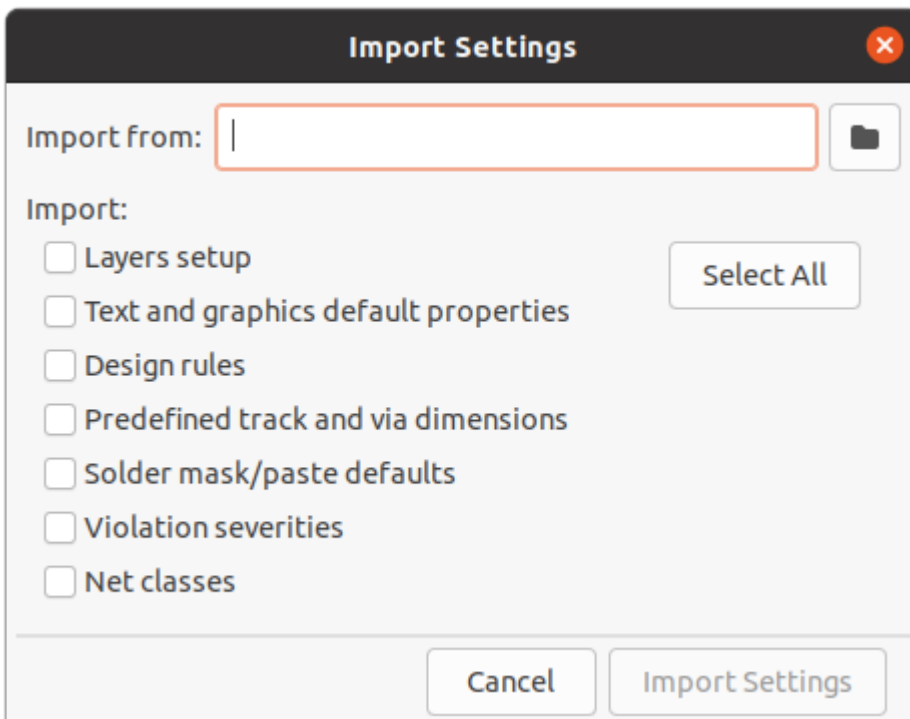 Import Settings
Import from:
Import:
Layers setup
Select All
Text and graphics default properties
Design rules
Predefined track and via dimensions
Solder mask/paste defaults
Violation severities
Net classes
Cancel
Import Settings